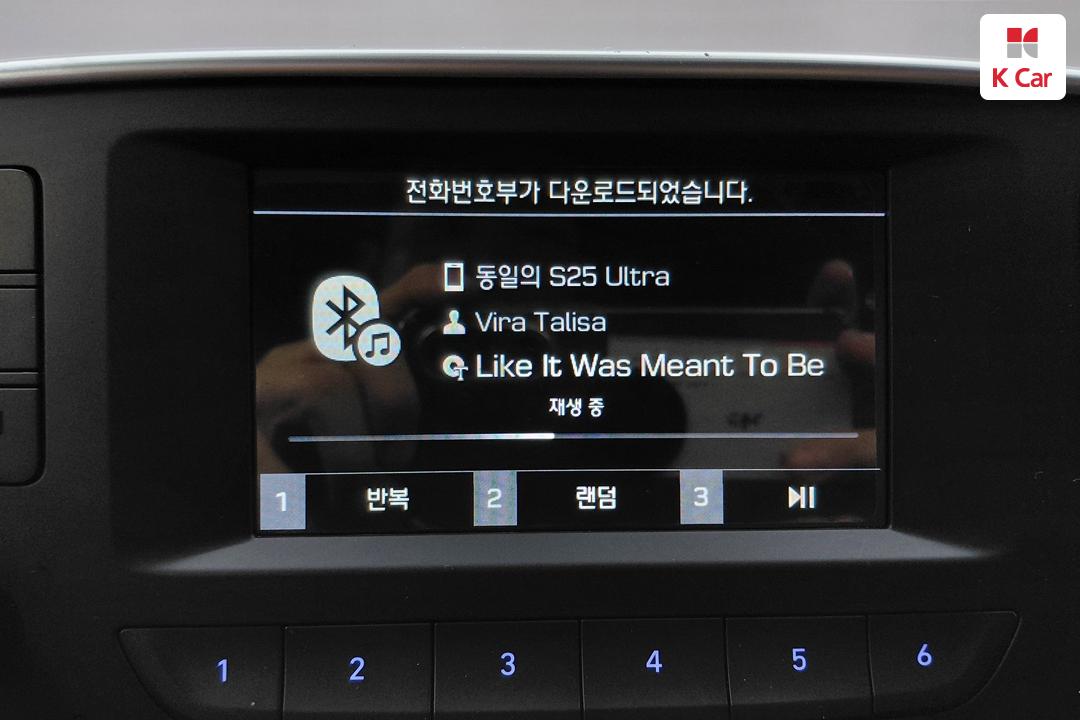 K Car
전화번호부가 다운로드되었습니다.
동일의 S25 Ultra
Vira Talisa
Like It Was Meant To Be
재생 중
1 반복 2 랜덤 3
1 2 3 4 5 6